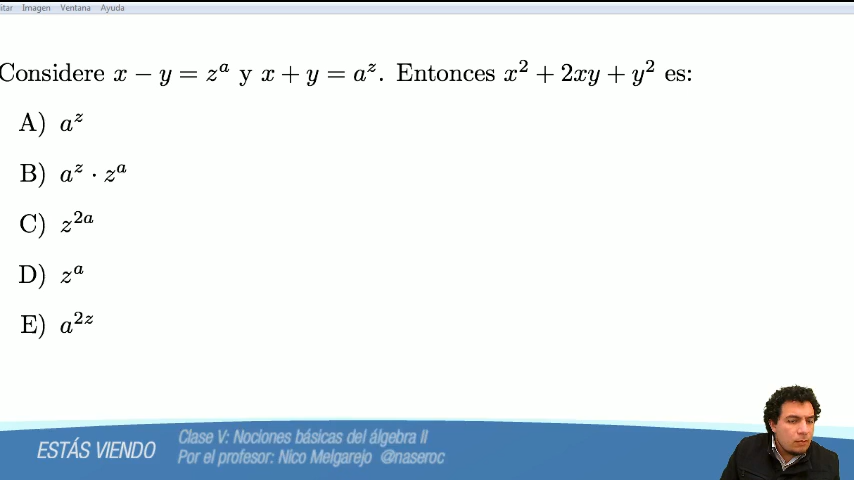 itar Imagen Ventana Ayuda
Considere x − y = z^a y x + y = a^z. Entonces x^2 + 2xy + y^2 es:
A) a^z
B) a^z · z^a
C) z^{2a}
D) z^a
E) a^{2z}
ESTÁS VIENDO
Clase V: Nociones básicas del álgebra II
Por el profesor: Nico Melgarejo @naseroc